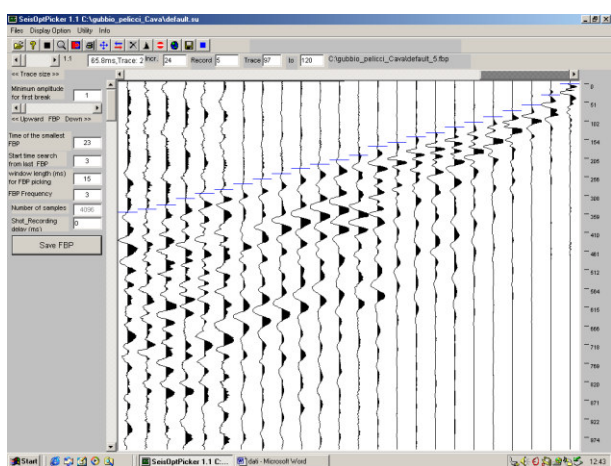 SeisOptPicker 1.1 C:\gubbio_pelicci_Cava\default.su
Files Display Option Utility Info
1.1 65.8ms,Trace: 2 Incr. 24 Record 5 Trace 97 to 120 C:\gubbio_pelicci_Cava\default_5.fbp
<< Trace size >>
Minimum amplitude
for first break 1
<< Upward FBP Down >>
Time of the smallest
FBP 23
Start time search
from last FBP 3
window length (ms)
for FBP picking 15
FBP Frequency 3
Number of samples 4096
Shot_Recording
delay (ms) 0
Save FBP
0
51
102
154
205
256
307
358
410
461
512
564
615
666
718
769
820
871
922
974
Start SeisOptPicker 1.1 C:... dati - Microsoft Word 12:43